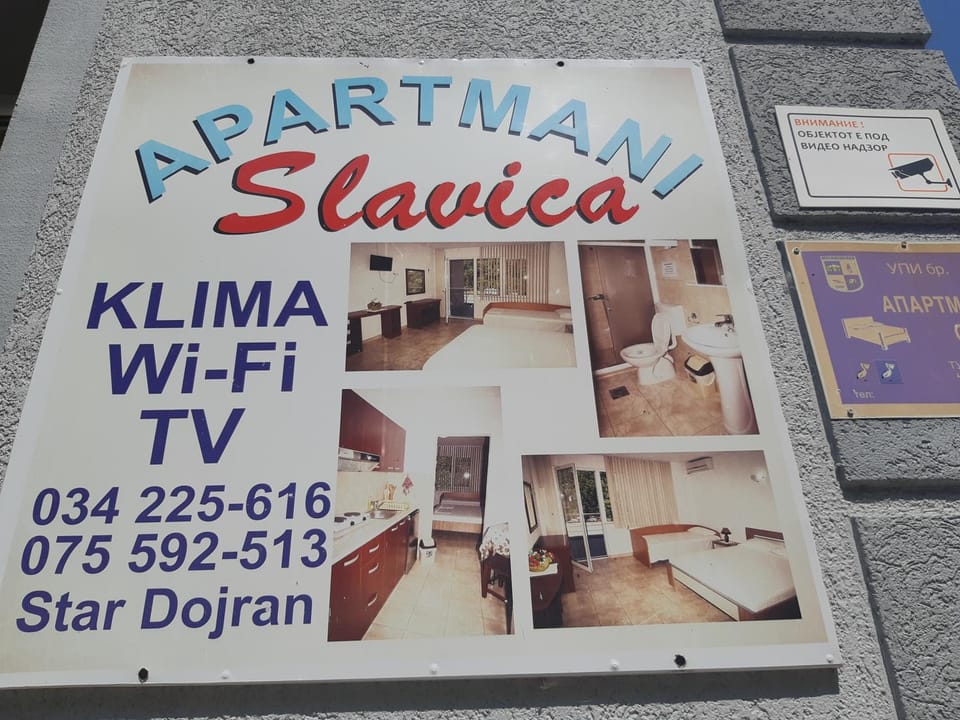 APARTMANI
Slavica
KLIMA
Wi-Fi
TV
034 225-616
075 592-513
Star Dojran
ВНИМАНИЕ !
ОБЈЕКТОТ Е ПОД
ВИДЕО НАДЗОР
УПИ бр.
АПАРТМ
тел: